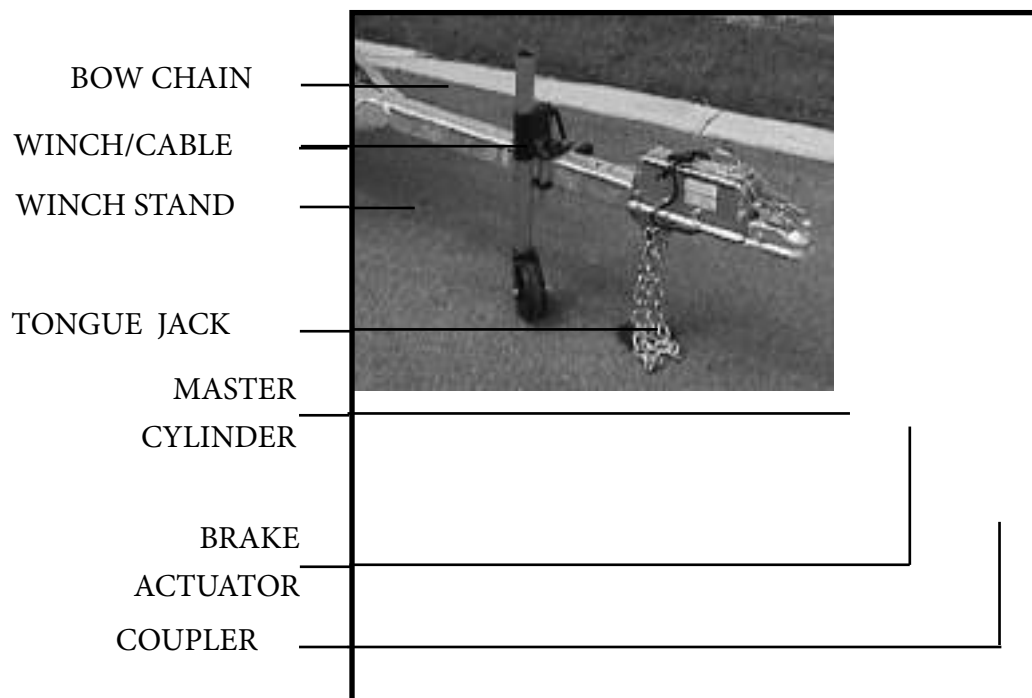 BOW CHAIN
WINCH/CABLE
WINCH STAND
TONGUE JACK
MASTER
CYLINDER
BRAKE
ACTUATOR
COUPLER